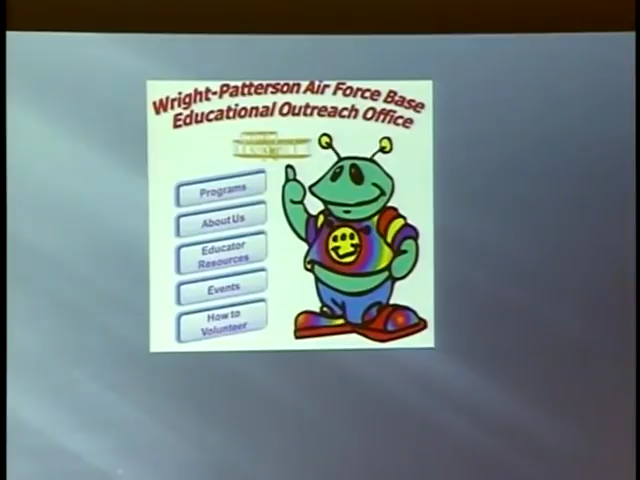 Wright-Patterson Air Force Base
Educational Outreach Office
Programs
About Us
Educator
Resources
Events
How to
Volunteer